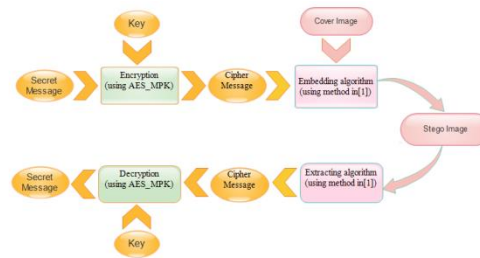 Key
Cover Image
Secret
Message
Encryption
(using AES_MPK)
Cipher
Message
Embedding algorithm
(using method in[1])
Stego Image
Secret
Message
Decryption
(using AES_MPK)
Cipher
Message
Extracting algorithm
(using method in[1])
Key